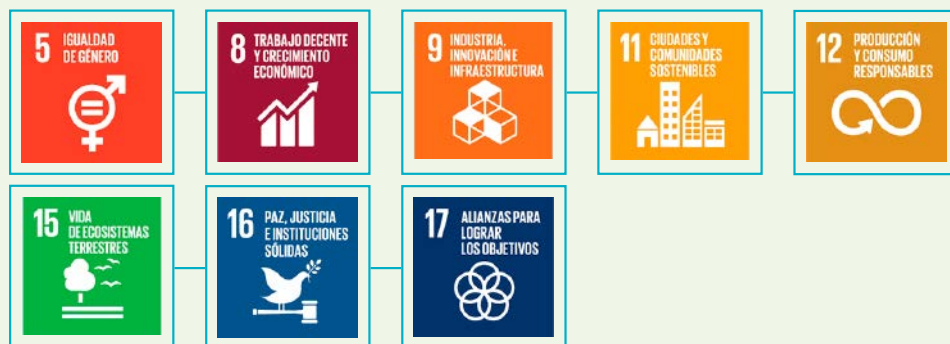 5 IGUALDAD
DE GÉNERO
8 TRABAJO DECENTE
Y CRECIMIENTO
ECONÓMICO
9 INDUSTRIA,
INNOVACIÓN E
INFRAESTRUCTURA
11 CIUDADES Y
COMUNIDADES
SOSTENIBLES
12 PRODUCCIÓN
Y CONSUMO
RESPONSABLES
15 VIDA
DE ECOSISTEMAS
TERRESTRES
16 PAZ, JUSTICIA
E INSTITUCIONES
SÓLIDAS
17 ALIANZAS PARA
LOGRAR
LOS OBJETIVOS